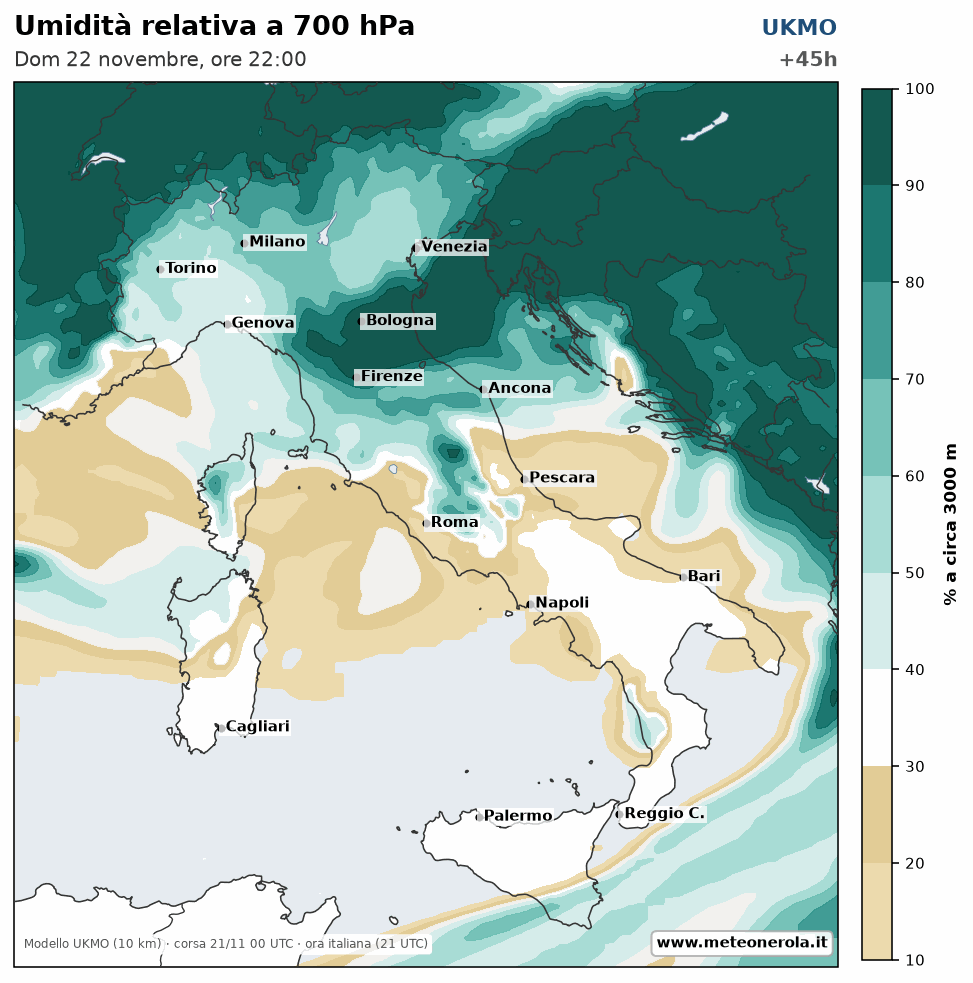 Umidità relativa a 700 hPa
UKMO
Dom 22 novembre, ore 22:00
+45h
100
90
80
70
60
50
40
30
20
10
% a circa 3000 m
Milano
Venezia
Torino
Genova
Bologna
Firenze
Ancona
Pescara
Roma
Bari
Napoli
Cagliari
Palermo
Reggio C.
Modello UKMO (10 km) · corsa 21/11 00 UTC · ora italiana (21 UTC)
www.meteonerola.it